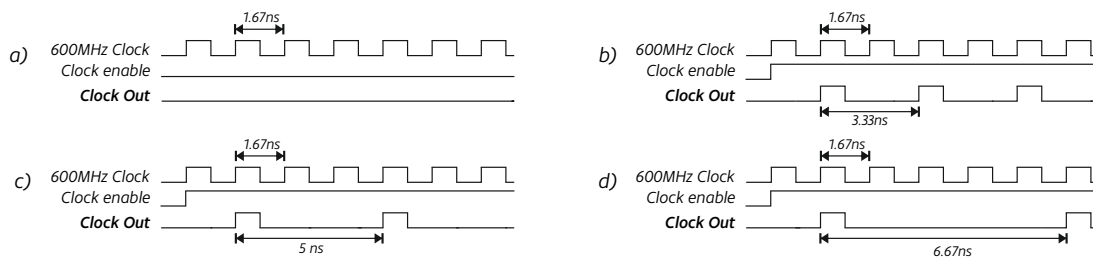 a)
1.67ns
600MHz Clock
Clock enable
Clock Out
b)
1.67ns
600MHz Clock
Clock enable
Clock Out
3.33ns
c)
1.67ns
600MHz Clock
Clock enable
Clock Out
5 ns
d)
1.67ns
600MHz Clock
Clock enable
Clock Out
6.67ns